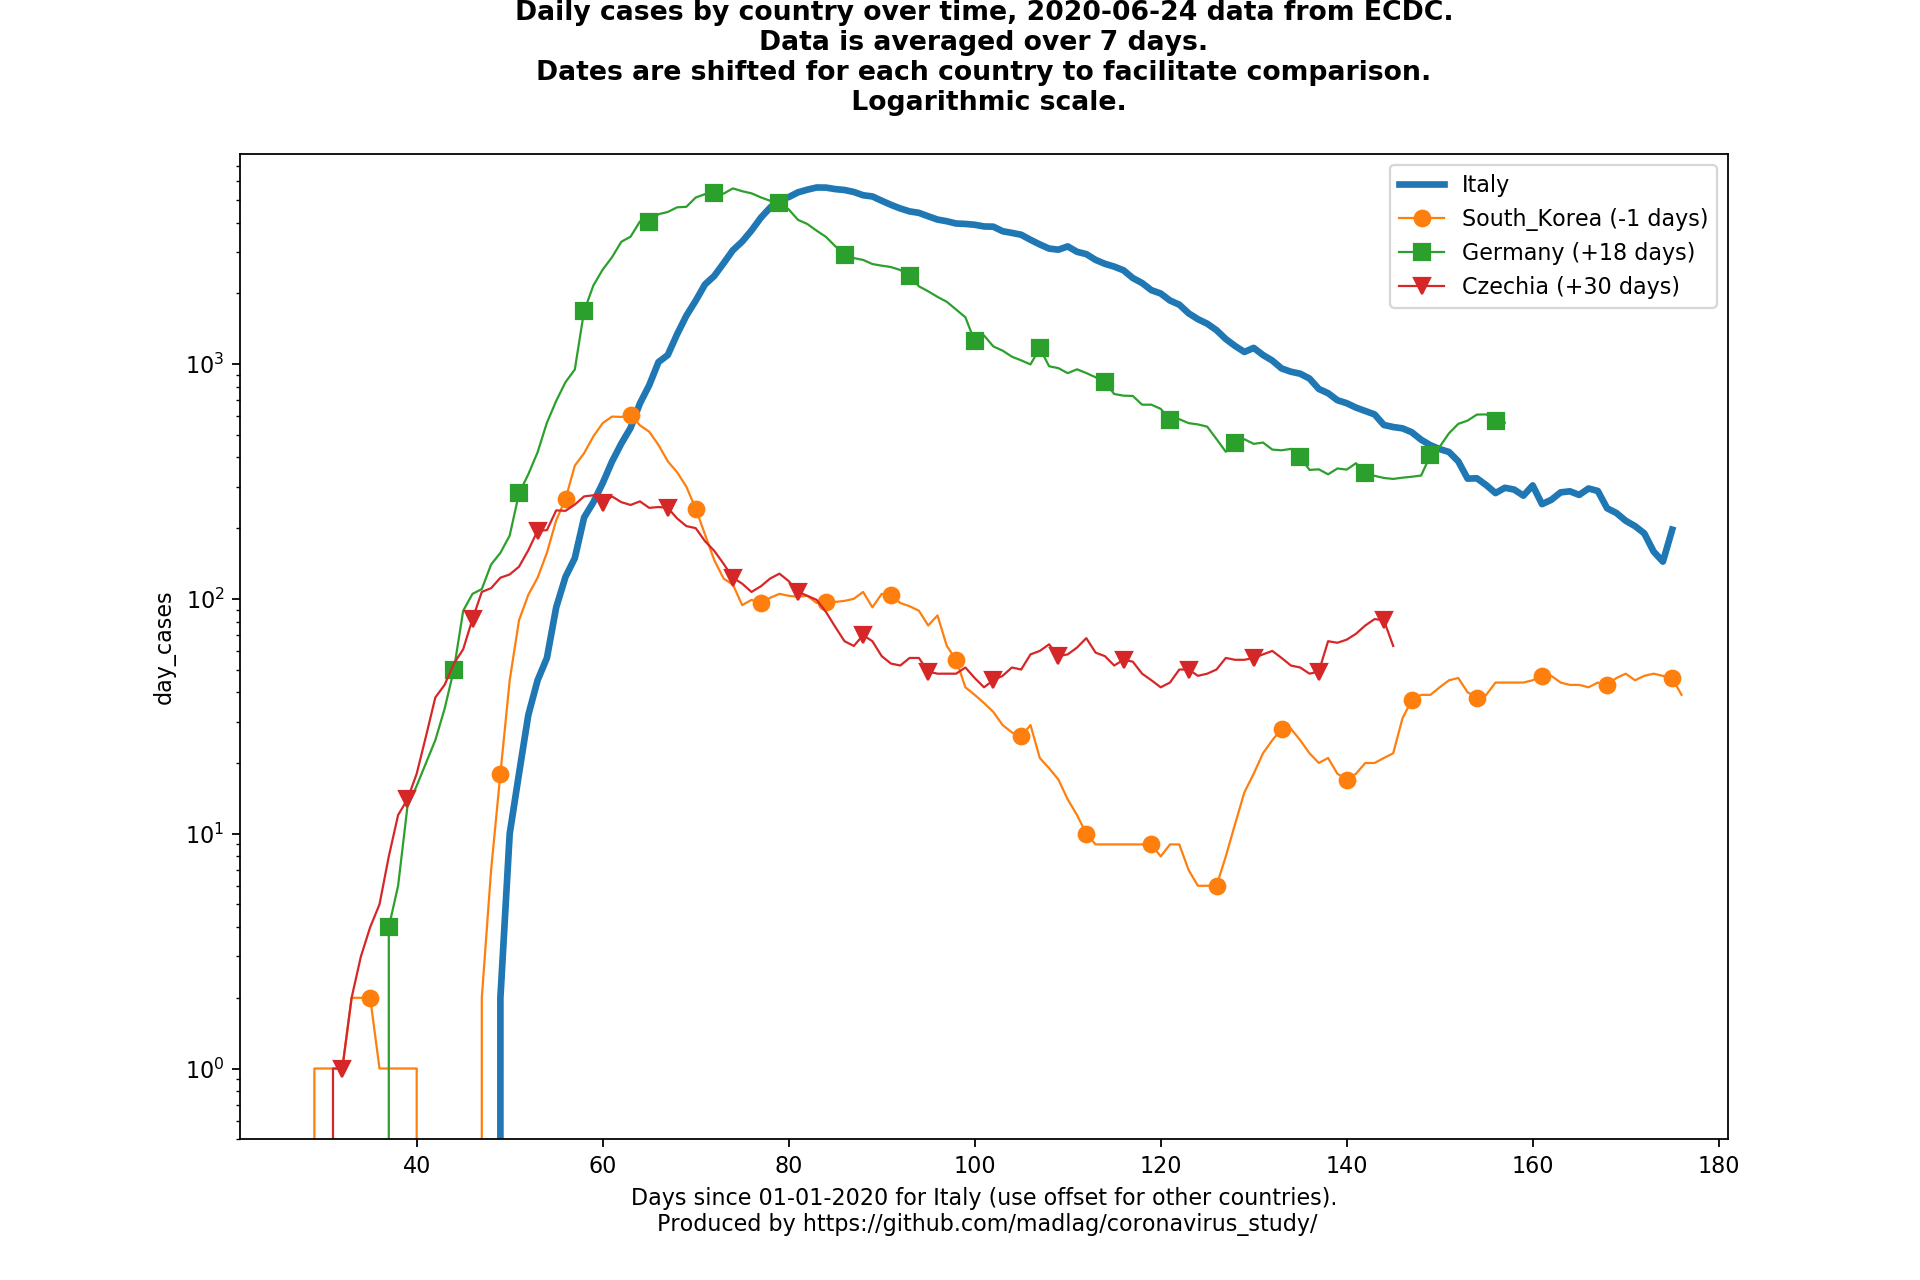 Daily cases by country over time, 2020-06-24 data from ECDC.
Data is averaged over 7 days.
Dates are shifted for each country to facilitate comparison.
Logarithmic scale.
Italy
South_Korea (-1 days)
Germany (+18 days)
Czechia (+30 days)
day_cases
10³
10²
10¹
10⁰
40 60 80 100 120 140 160 180
Days since 01-01-2020 for Italy (use offset for other countries).
Produced by https://github.com/madlag/coronavirus_study/